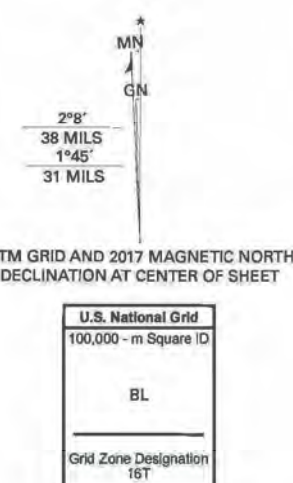 ★
MN
GN
2°8′
38 MILS
1°45′
31 MILS
TM GRID AND 2017 MAGNETIC NORTH
DECLINATION AT CENTER OF SHEET
U.S. National Grid
100,000 - m Square ID
BL
Grid Zone Designation
16T